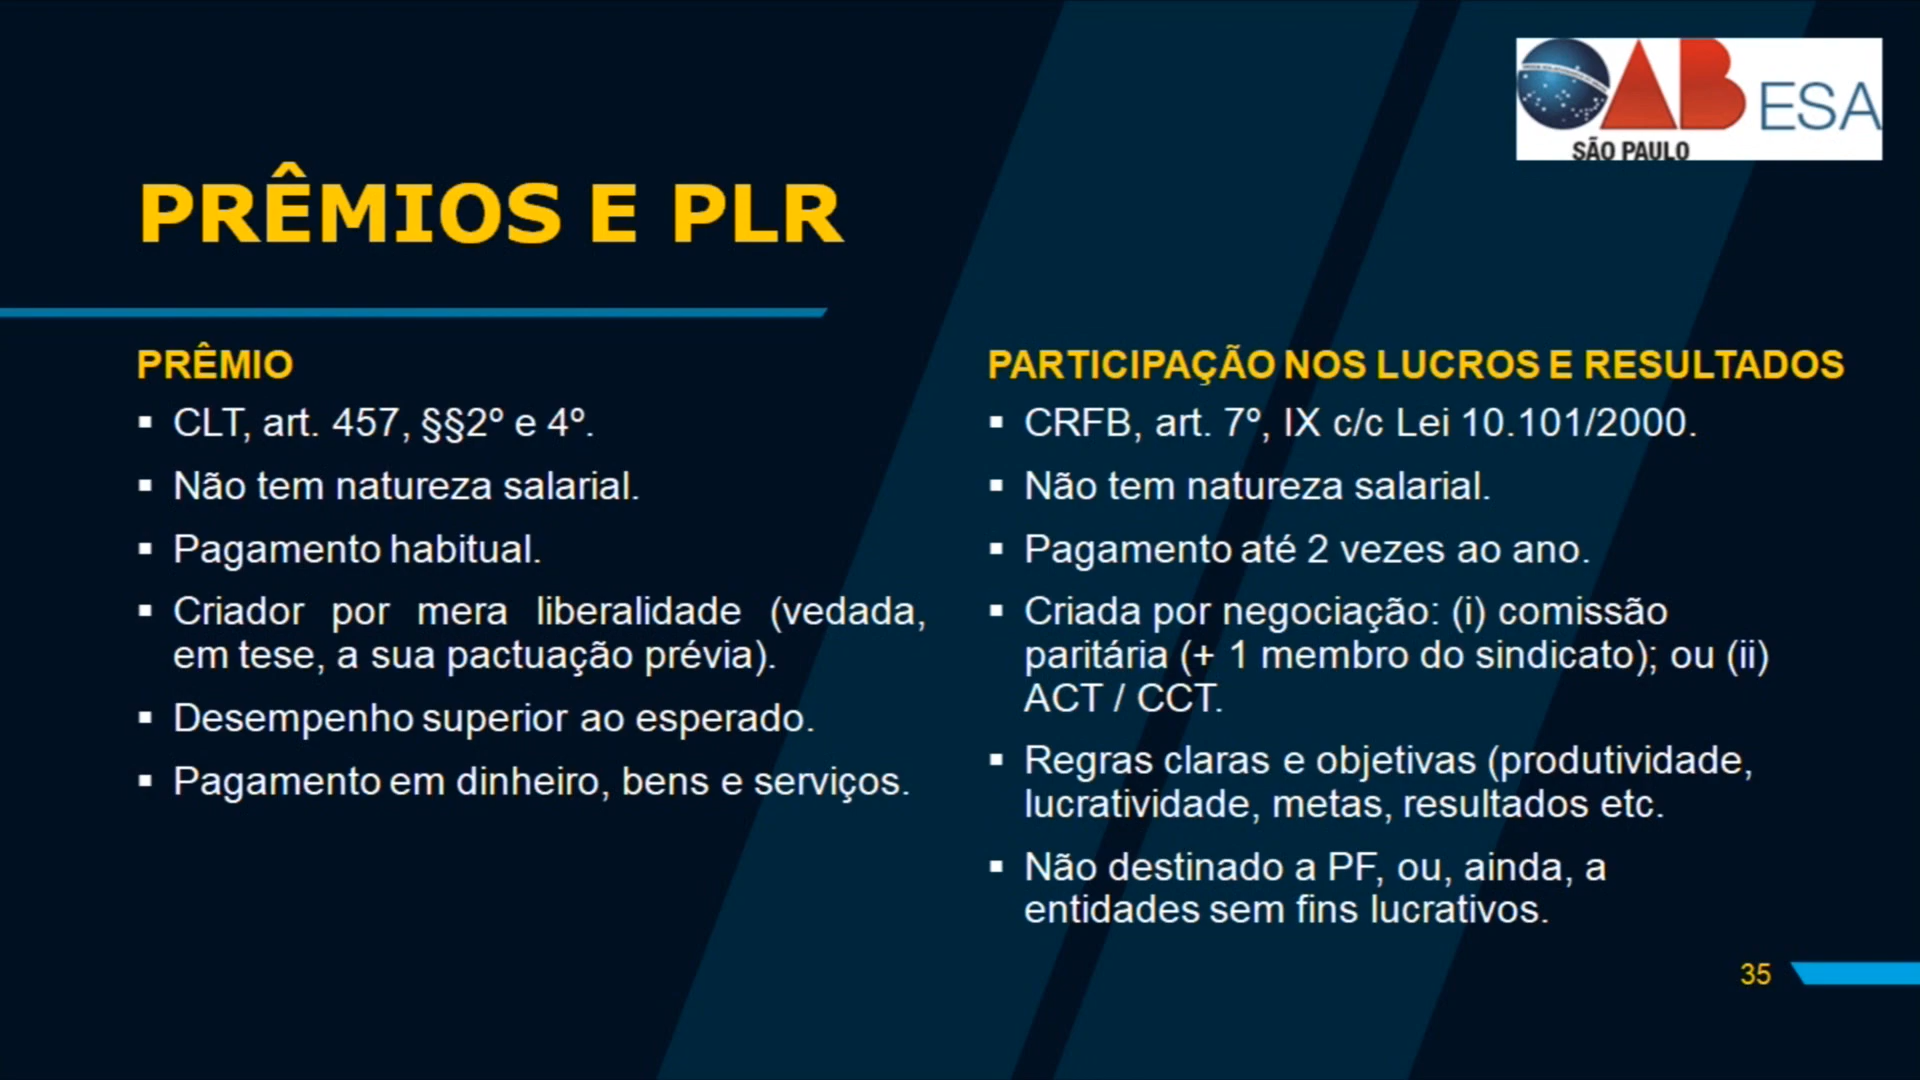 OAB ESA
SÃO PAULO
PRÊMIOS E PLR
PRÊMIO
▪ CLT, art. 457, §§2º e 4º.
▪ Não tem natureza salarial.
▪ Pagamento habitual.
▪ Criador por mera liberalidade (vedada,
em tese, a sua pactuação prévia).
▪ Desempenho superior ao esperado.
▪ Pagamento em dinheiro, bens e serviços.
PARTICIPAÇÃO NOS LUCROS E RESULTADOS
▪ CRFB, art. 7º, IX c/c Lei 10.101/2000.
▪ Não tem natureza salarial.
▪ Pagamento até 2 vezes ao ano.
▪ Criada por negociação: (i) comissão
paritária (+ 1 membro do sindicato); ou (ii)
ACT / CCT.
▪ Regras claras e objetivas (produtividade,
lucratividade, metas, resultados etc.
▪ Não destinado a PF, ou, ainda, a
entidades sem fins lucrativos.
35